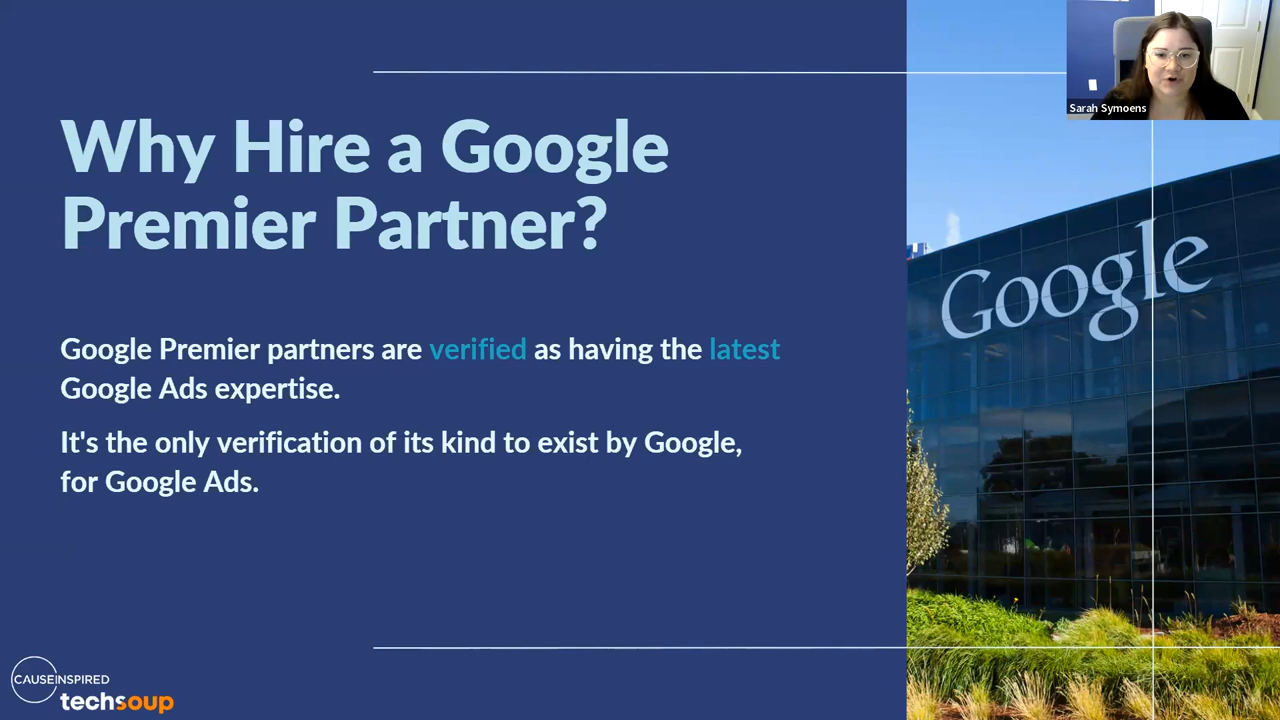 Sarah Symoens
Why Hire a Google
Premier Partner?
Google Premier partners are verified as having the latest
Google Ads expertise.
It's the only verification of its kind to exist by Google,
for Google Ads.
Google
CAUSEINSPIRED
techsoup